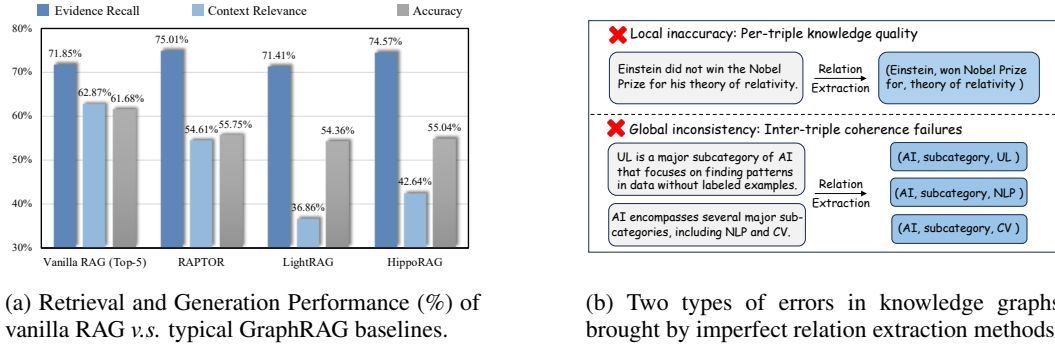 Evidence Recall Context Relevance Accuracy
80%
70%
60%
50%
40%
30%
71.85% 62.87% 61.68%
75.01% 54.61% 55.75%
71.41% 36.86% 54.36%
74.57% 42.64% 55.04%
Vanilla RAG (Top-5) RAPTOR LightRAG HippoRAG
(a) Retrieval and Generation Performance (%) of
vanilla RAG v.s. typical GraphRAG baselines.
Local inaccuracy: Per-triple knowledge quality
Einstein did not win the Nobel
Prize for his theory of relativity.
Relation
Extraction
(Einstein, won Nobel Prize
for, theory of relativity )
Global inconsistency: Inter-triple coherence failures
UL is a major subcategory of AI
that focuses on finding patterns
in data without labeled examples.
AI encompasses several major sub-
categories, including NLP and CV.
Relation
Extraction
(AI, subcategory, UL )
(AI, subcategory, NLP )
(AI, subcategory, CV )
(b) Two types of errors in knowledge graphs
brought by imperfect relation extraction methods